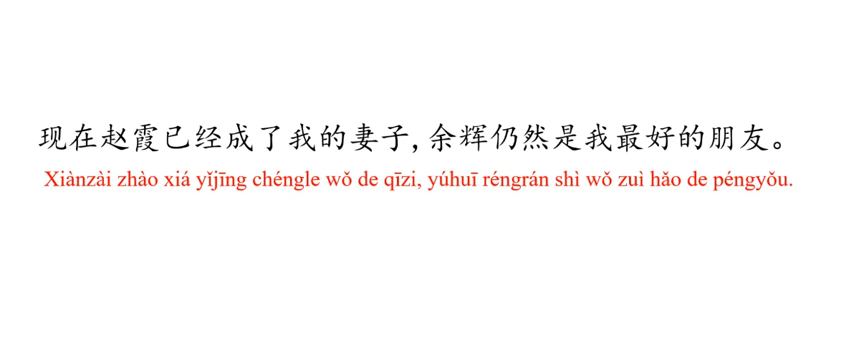 现在赵霞已经成了我的妻子,余辉仍然是我最好的朋友。
Xiànzài zhào xiá yǐjīng chéngle wǒ de qīzi, yúhuī réngrán shì wǒ zuì hǎo de péngyǒu.